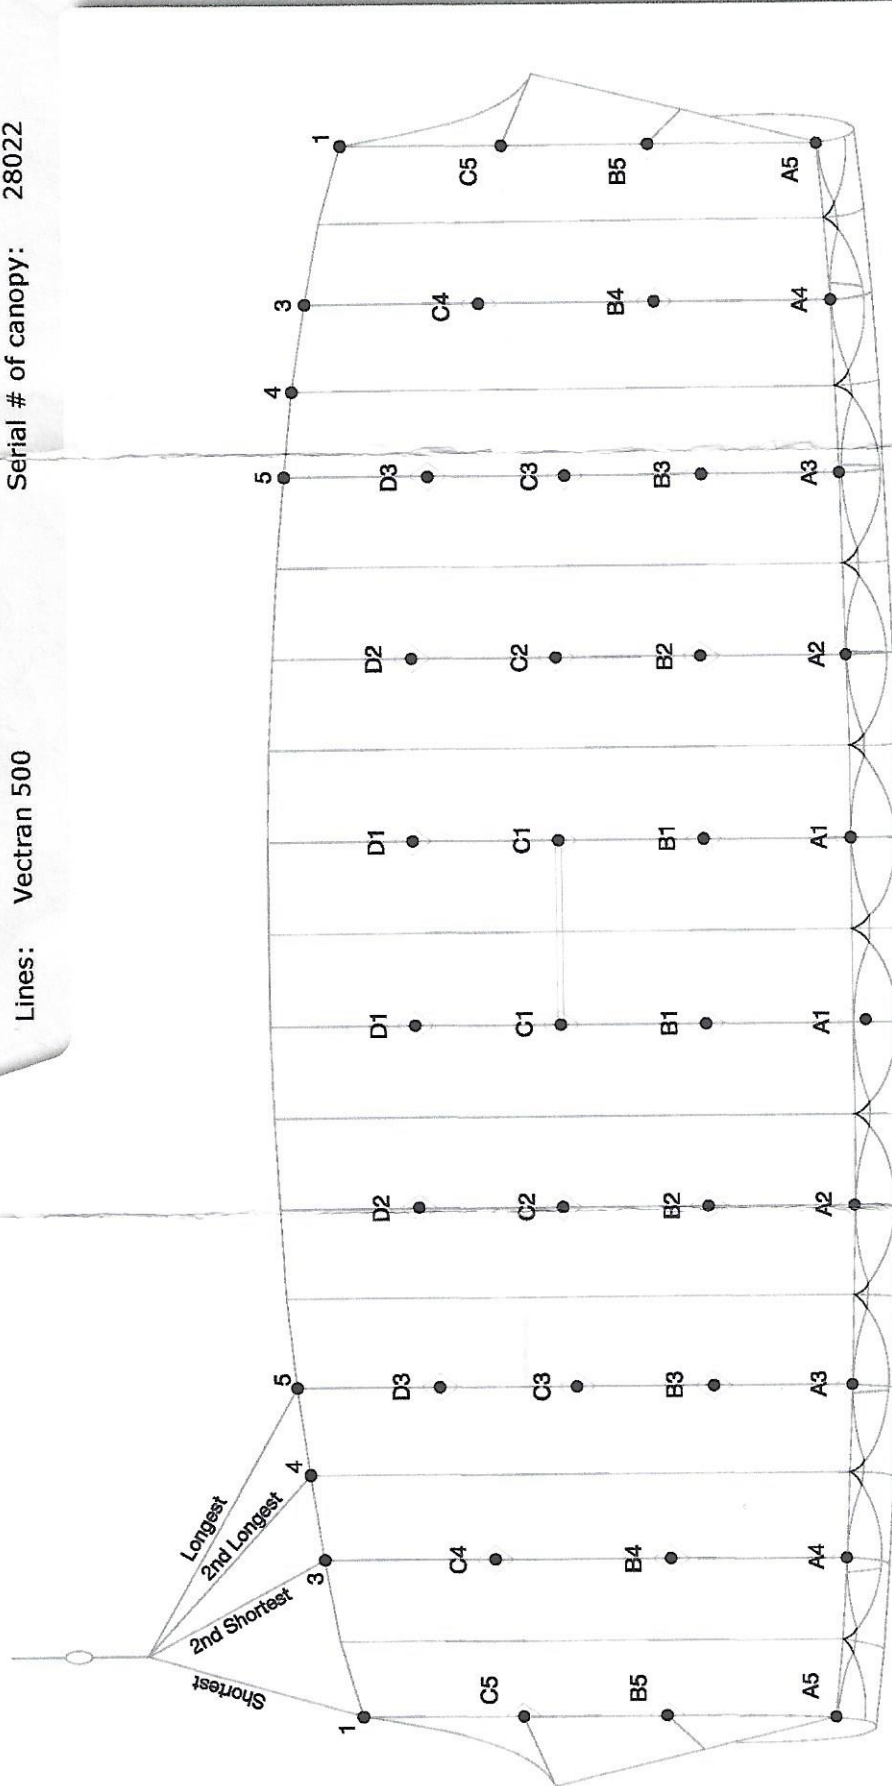 Lines: Vectran 500 Serial # of canopy: 28022
Longest
2nd Longest
2nd Shortest
Shortest
1 3 4 5 5 4 3 1
D3 D2 D1 D1 D2 D3
C5 C4 C3 C2 C1 C1 C2 C3 C4 C5
B5 B4 B3 B2 B1 B1 B2 B3 B4 B5
A5 A4 A3 A2 A1 A1 A2 A3 A4 A5